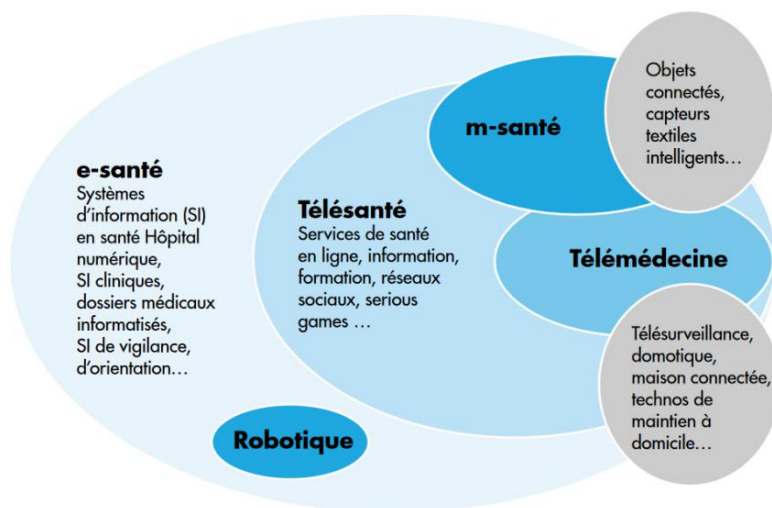 e-santé
Systèmes
d'information (SI)
en santé Hôpital
numérique,
SI cliniques,
dossiers médicaux
informatisés,
SI de vigilance,
d'orientation...
Télésanté
Services de santé
en ligne, information,
formation, réseaux
sociaux, serious
games ...
m-santé
Objets
connectés,
capteurs
textiles
intelligents...
Télémédecine
Télésurveillance,
domotique,
maison connectée,
technos de
maintien à
domicile...
Robotique